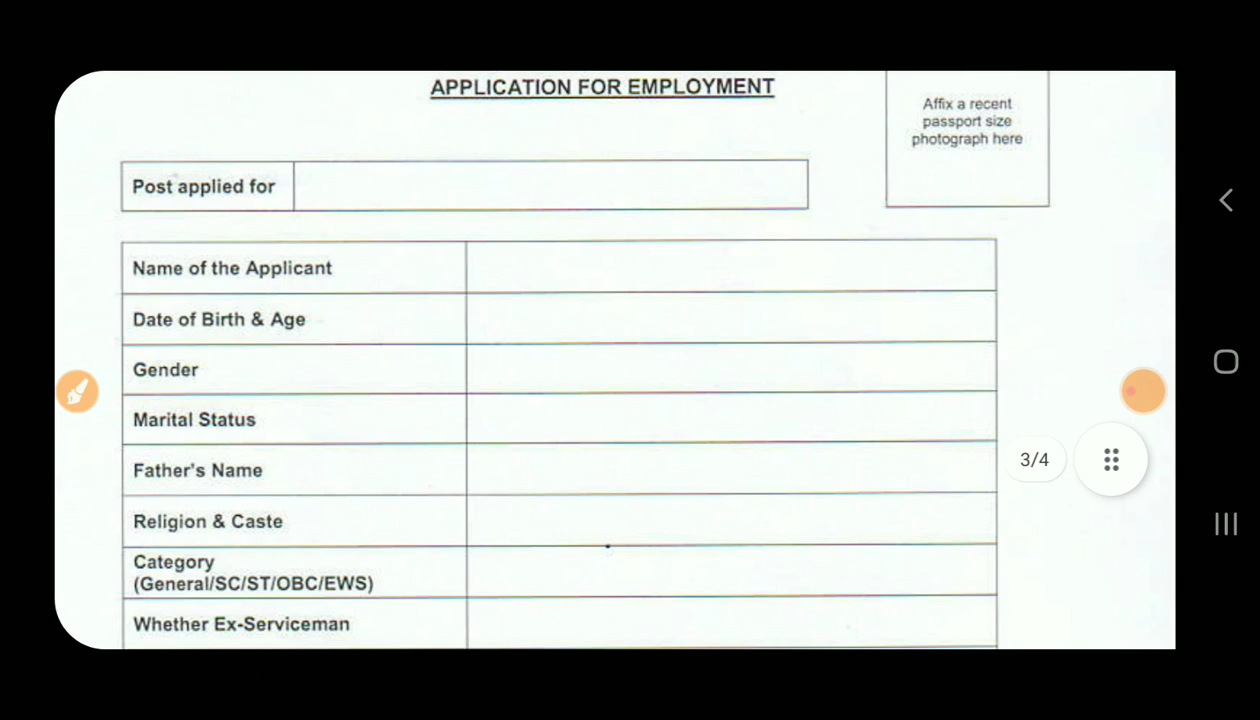 APPLICATION FOR EMPLOYMENT
Affix a recent
passport size
photograph here
Post applied for
Name of the Applicant
Date of Birth & Age
Gender
Marital Status
3/4
Father's Name
Religion & Caste
Category
(General/SC/ST/OBC/EWS)
Whether Ex-Serviceman